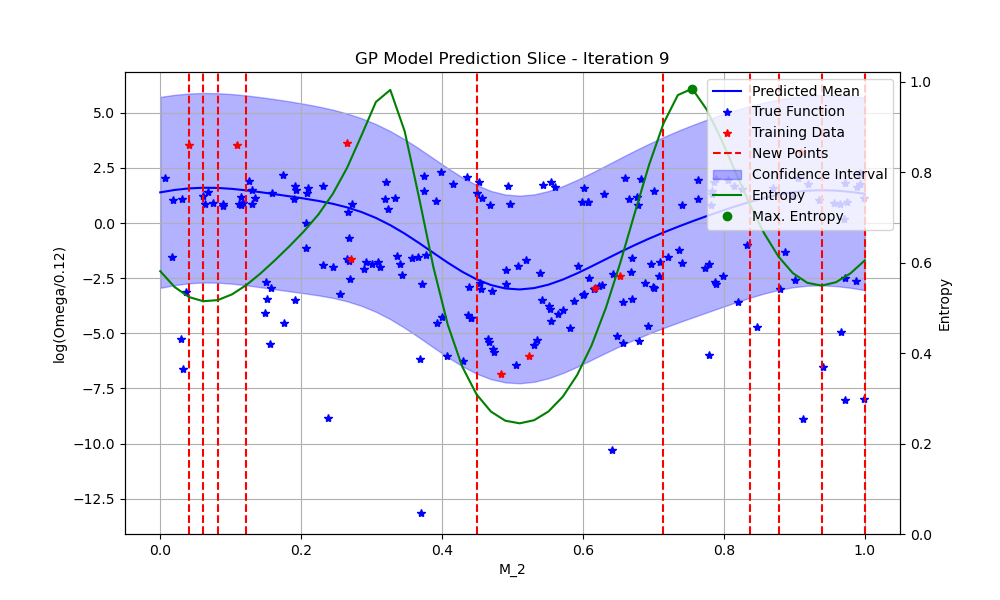 GP Model Prediction Slice - Iteration 9
log(Omega/0.12)
5.0
2.5
0.0
−2.5
−5.0
−7.5
−10.0
−12.5
Predicted Mean
True Function
Training Data
New Points
Confidence Interval
Entropy
Max. Entropy
1.0
0.8
0.6
0.4
0.2
0.0
Entropy
0.0 0.2 0.4 0.6 0.8 1.0
M_2